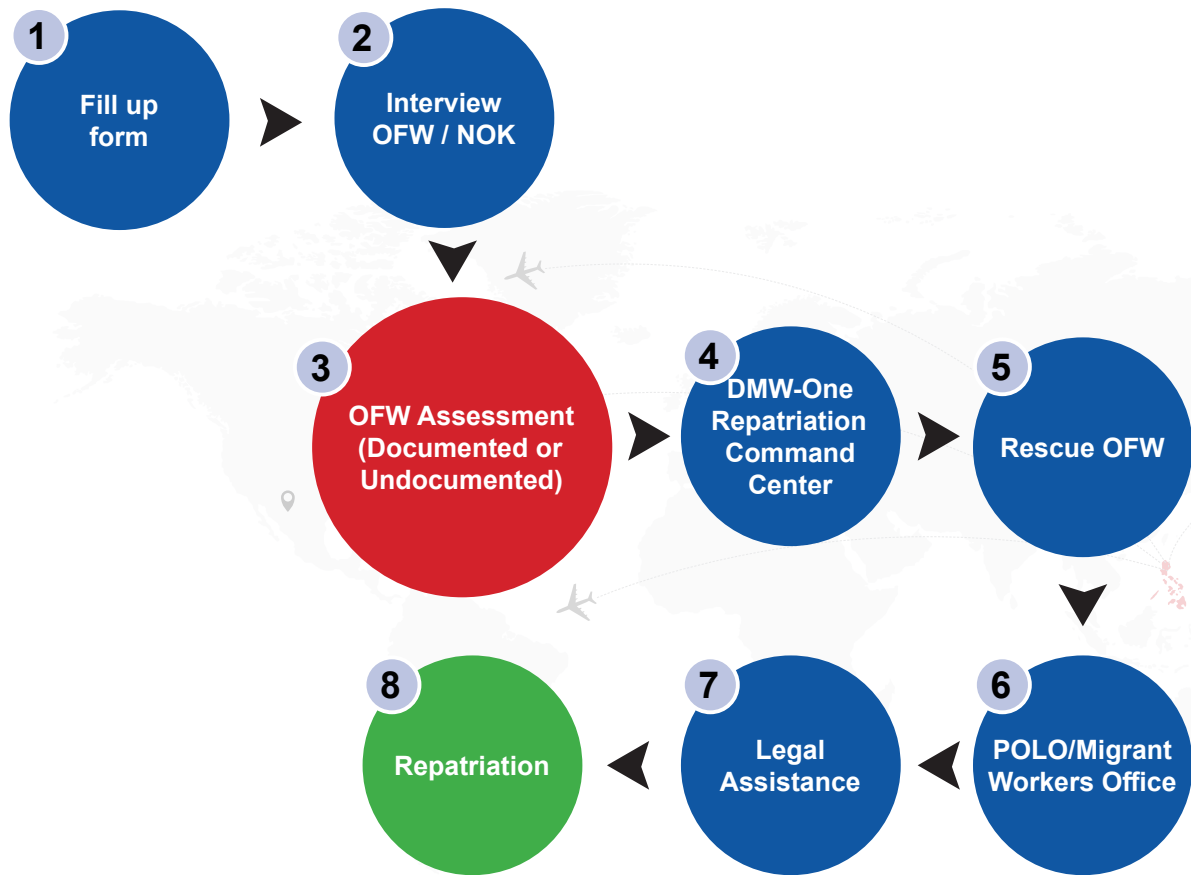 1
Fill up
form
2
Interview
OFW / NOK
3
OFW Assessment
(Documented or
Undocumented)
4
DMW-One
Repatriation
Command
Center
5
Rescue OFW
6
POLO/Migrant
Workers Office
7
Legal
Assistance
8
Repatriation